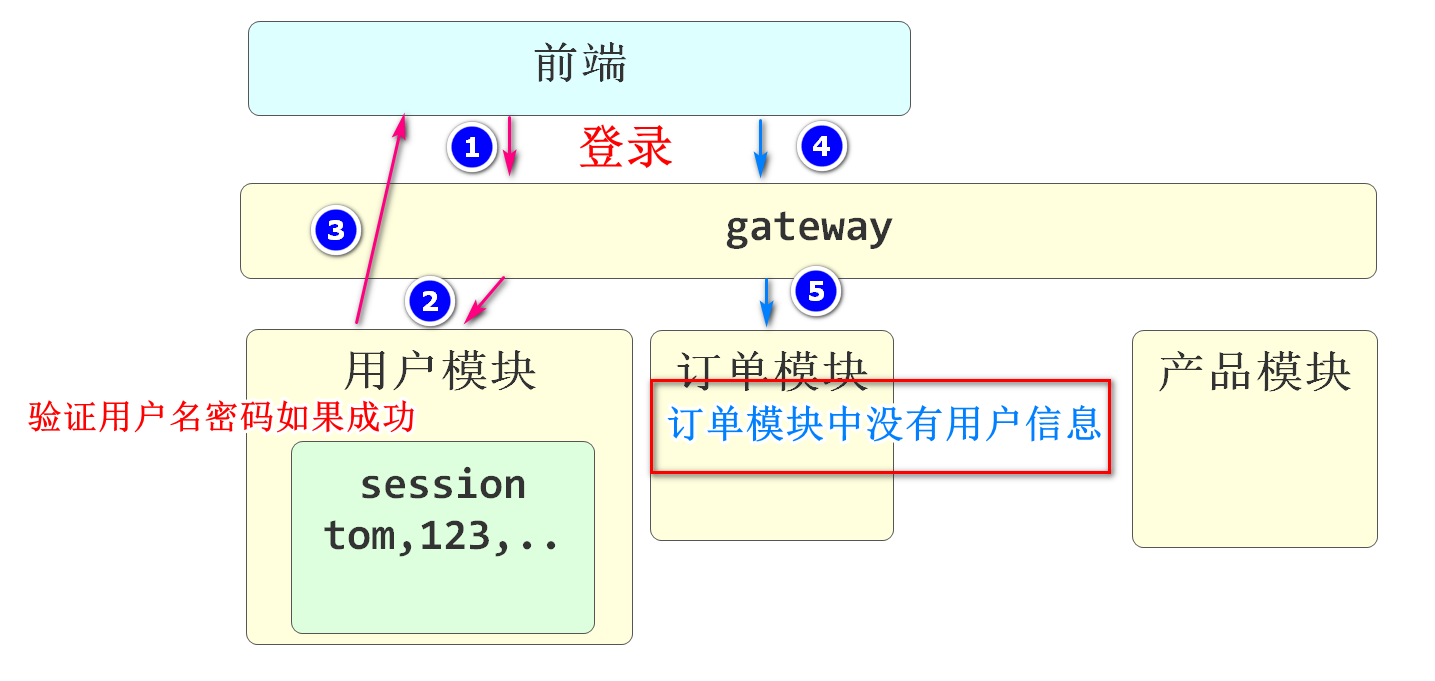 前端
1
登录
4
3
gateway
2
5
用户模块
订单模块
产品模块
验证用户名密码如果成功
订单模块中没有用户信息
session
tom,123,..